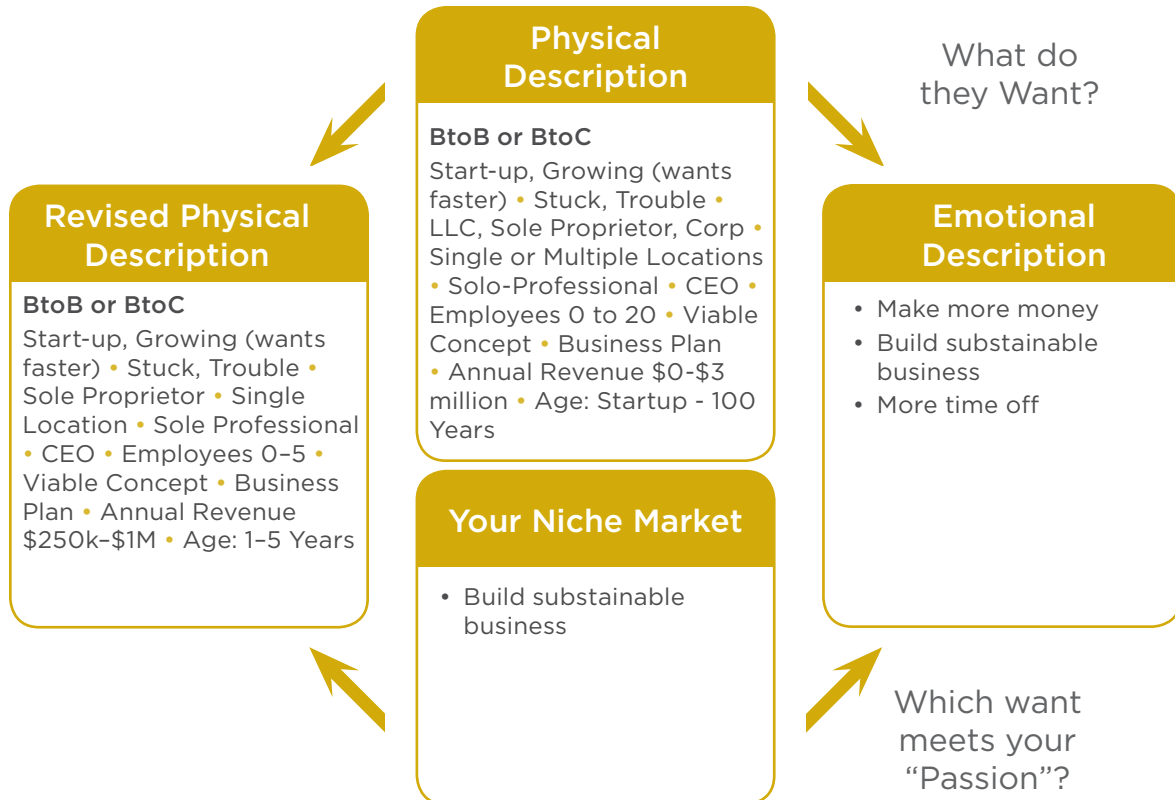 Physical
Description
BtoB or BtoC
Start-up, Growing (wants
faster) • Stuck, Trouble •
LLC, Sole Proprietor, Corp •
Single or Multiple Locations
• Solo-Professional • CEO •
Employees 0 to 20 • Viable
Concept • Business Plan
• Annual Revenue $0-$3
million • Age: Startup - 100
Years
What do
they Want?
Revised Physical
Description
BtoB or BtoC
Start-up, Growing (wants
faster) • Stuck, Trouble •
Sole Proprietor • Single
Location • Sole Professional
• CEO • Employees 0–5 •
Viable Concept • Business
Plan • Annual Revenue
$250k–$1M • Age: 1–5 Years
Emotional
Description
• Make more money
• Build substainable
business
• More time off
Your Niche Market
• Build substainable
business
Which want
meets your
“Passion”?